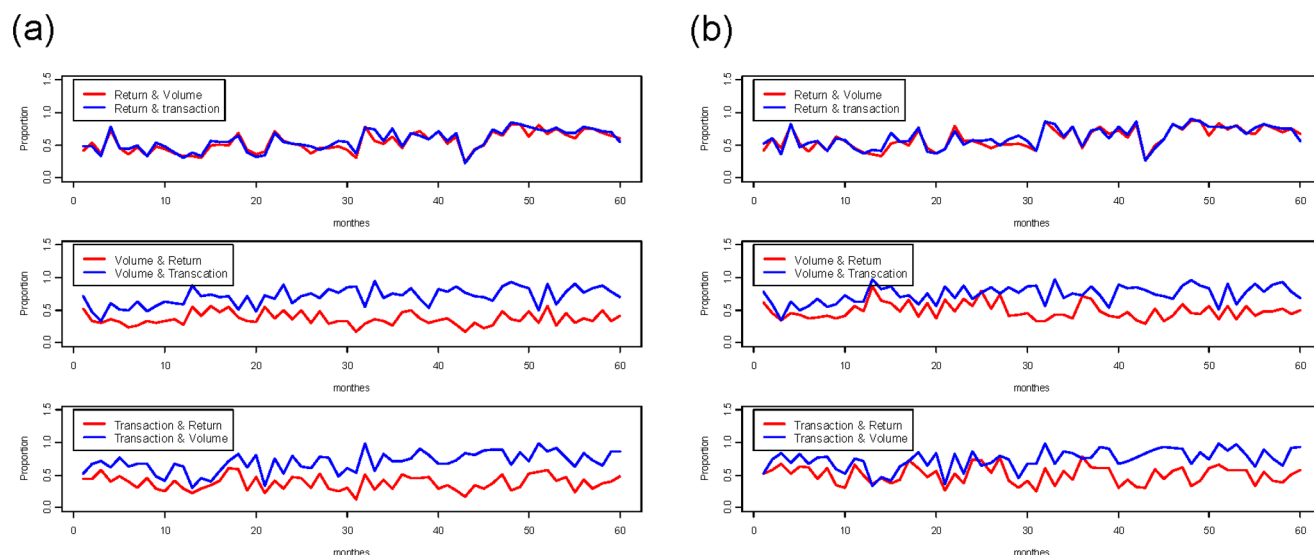 (a)
Proportion
0.0 0.5 1.0 1.5
Return & Volume
Return & transaction
0 10 20 30 40 50 60
monthes
Proportion
0.0 0.5 1.0 1.5
Volume & Return
Volume & Transcation
0 10 20 30 40 50 60
monthes
Proportion
0.0 0.5 1.0 1.5
Transaction & Return
Transaction & Volume
0 10 20 30 40 50 60
monthes
(b)
Proportion
0.0 0.5 1.0 1.5
Return & Volume
Return & transaction
0 10 20 30 40 50 60
monthes
Proportion
0.0 0.5 1.0 1.5
Volume & Return
Volume & Transcation
0 10 20 30 40 50 60
monthes
Proportion
0.0 0.5 1.0 1.5
Transaction & Return
Transaction & Volume
0 10 20 30 40 50 60
monthes